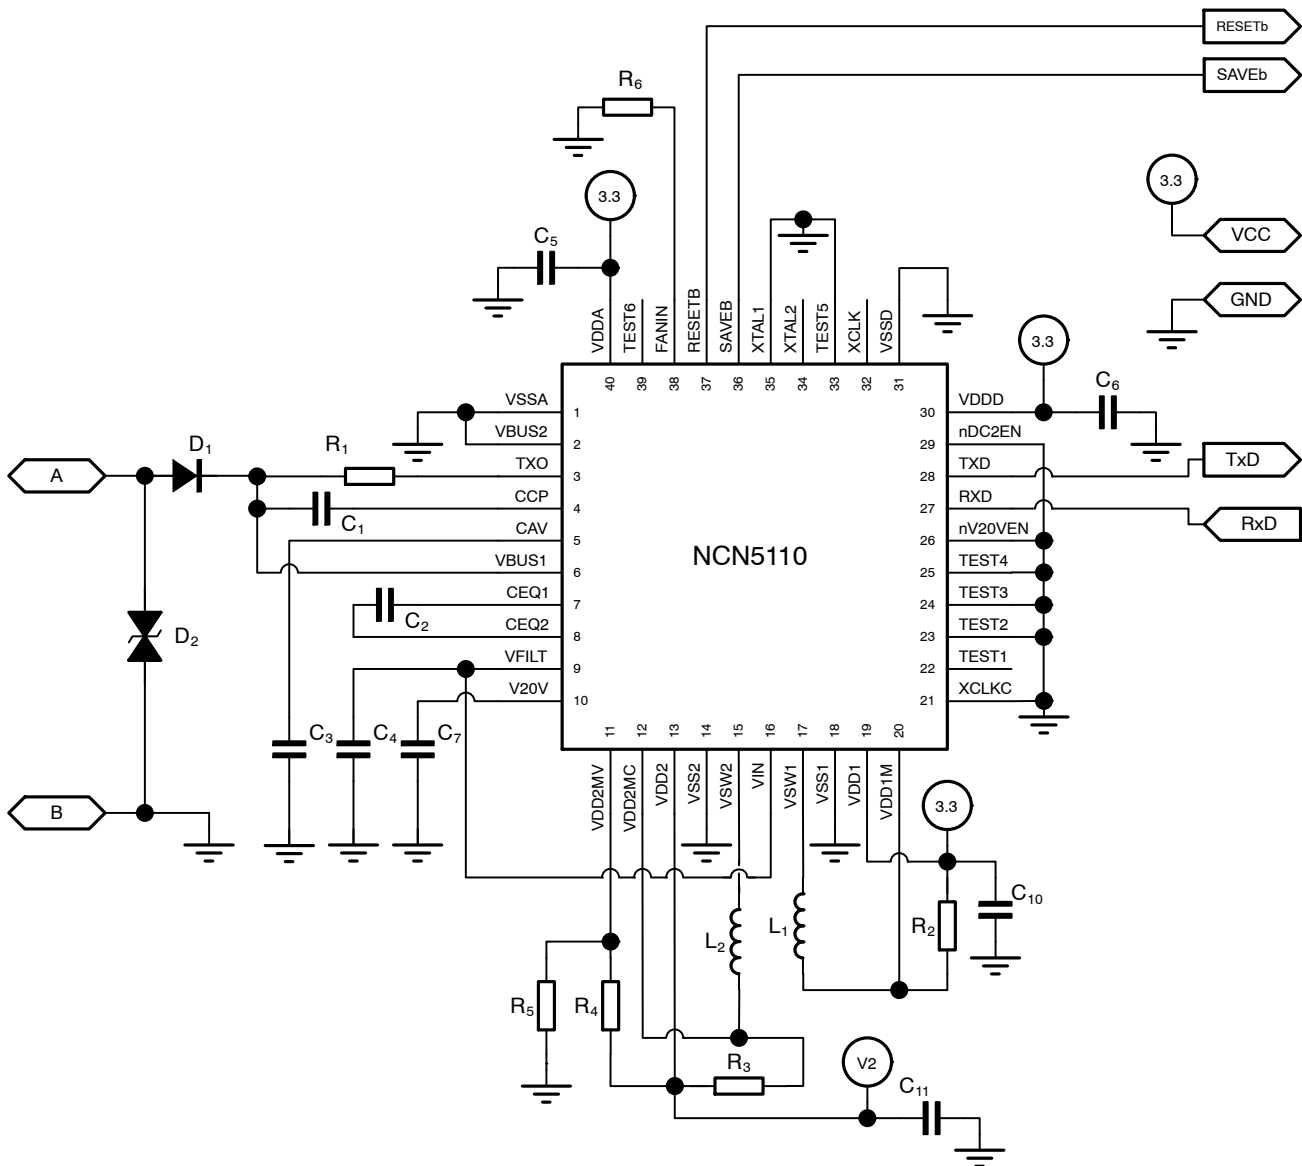 RESETb
SAVEb
R6
3.3
3.3
VCC
C5
GND
3.3
C6
VDDA
TEST6
FANIN
RESETB
SAVEB
XTAL1
XTAL2
TEST5
XCLK
VSSD
40
39
38
37
36
35
34
33
32
31
VSSA
1
30
VDDD
VBUS2
2
29
nDC2EN
D1
R1
A
TXO
3
28
TXD
TxD
CCP
4
27
RXD
RxD
C1
CAV
5
26
nV20VEN
VBUS1
6
NCN5110
25
TEST4
CEQ1
7
24
TEST3
C2
CEQ2
8
23
TEST2
D2
VFILT
9
22
TEST1
V20V
10
21
XCLKC
11
12
13
14
15
16
17
18
19
20
C3
C4
C7
VDD2MV
VDD2MC
VDD2
VSS2
VSW2
VIN
VSW1
VSS1
VDD1
VDD1M
B
3.3
L2
L1
R2
C10
R5
R4
R3
V2
C11